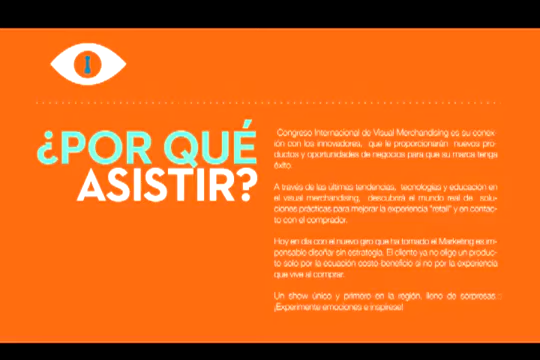 ¿POR QUÉ
ASISTIR?
Congreso Internacional de Visual Merchandising es su conex-
ión con los innovadores, que le proporcionarán nuevos pro-
ductos y oportunidades de negocios para que su marca tenga
éxito.
A través de las últimas tendencias, tecnologías y educación en
el visual merchandising, descubrirá el mundo real de solu-
ciones prácticas para mejorar la experiencia "retail" y en contac-
to con el comprador.
Hoy en día con el nuevo giro que ha tomado el Marketing es im-
pensable diseñar sin estrategia. El cliente ya no elige un produc-
to solo por la ecuación costo beneficio si no por la experiencia
que vive al comprar.
Un show único y primero en la región, lleno de sorpresas.
¡Experimente emociones e inspírese!